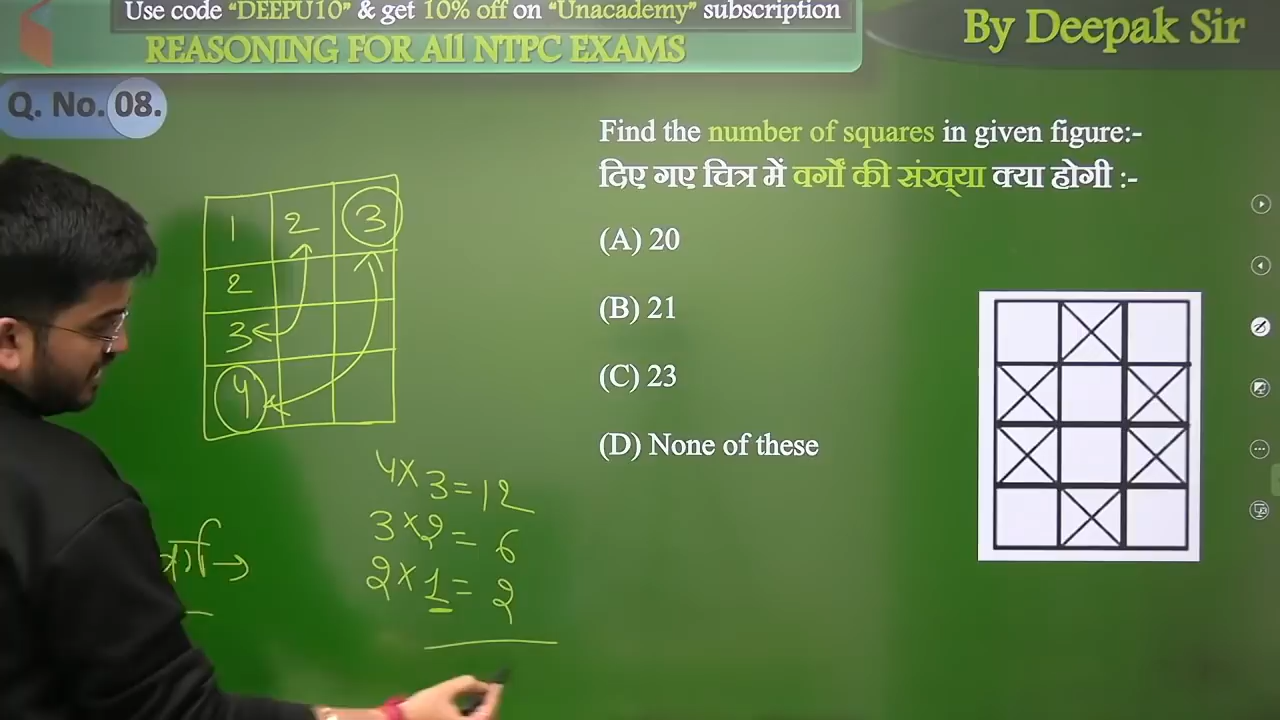 Use code “DEEPU10” & get 10% off on “Unacademy” subscription
REASONING FOR All NTPC EXAMS
By Deepak Sir
Q. No. 08.
Find the number of squares in given figure:-
दिए गए चित्र में वर्गों की संख्या क्या होगी :-
(A) 20
(B) 21
(C) 23
(D) None of these
1 2 3
2
3
4
4×3=12
3×2=6
2×1=2
वर्ग→